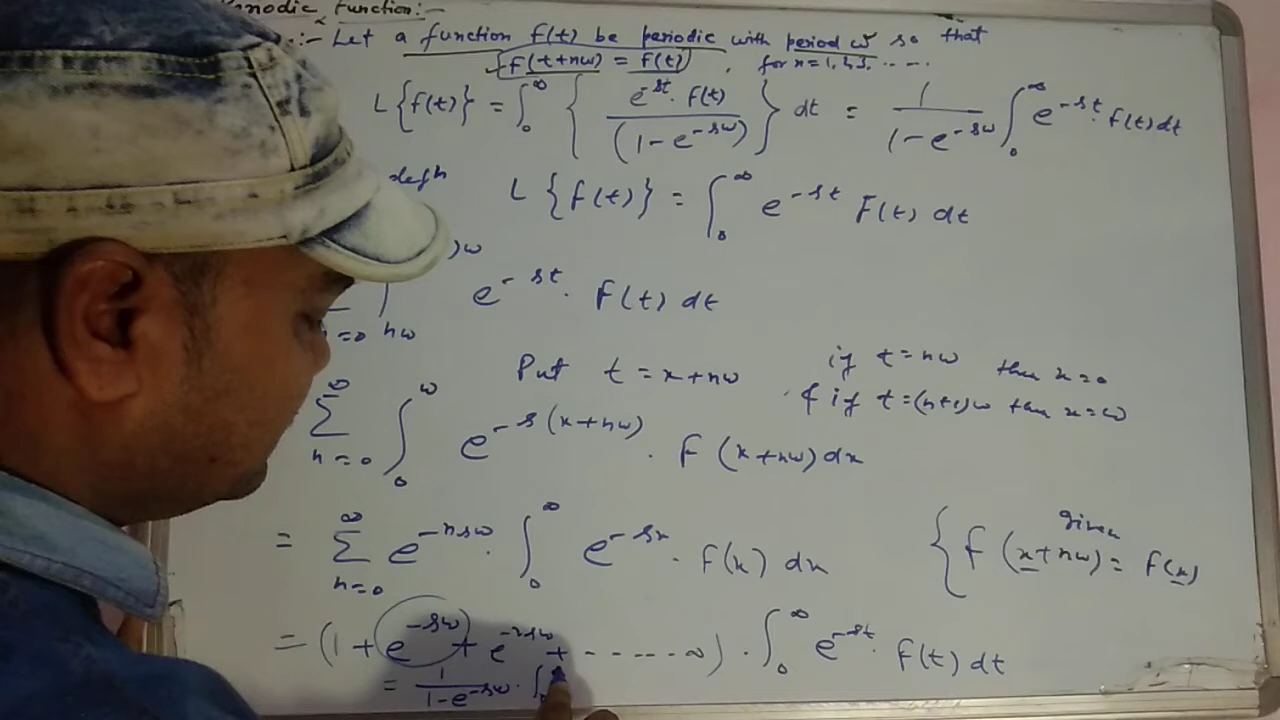 Function:-
:- Let a function f(t) be periodic with period ω so that
{f(t+nω) = f(t)} , for n=1,2,3, .....
L{f(t)} = ∫₀^∞ { e^-st. f(t) / (1-e^-sω) } dt = 1/(1-e^-sω) ∫₀^∞ e^-st. f(t)dt
L{f(t)} = ∫₀^∞ e^-st F(t) dt
n=0 nω )ω e^-st. F(t) dt
Put t = x+nω if t=nω then x=0
& if t=(n+1)ω then x=ω
∑_{n=0}^∞ ∫₀^ω e^-s(x+nω) . F(x+nω)dx
= ∑_{n=0}^∞ e^-nsω. ∫₀^∞ e^-sx. f(x) dx {f(x+nω) = f(x) given
= (1 + e^-sω + e^-2sω + ------∞) . ∫₀^∞ e^-st. f(t) dt
= 1/(1-e^-sω) . ∫₀